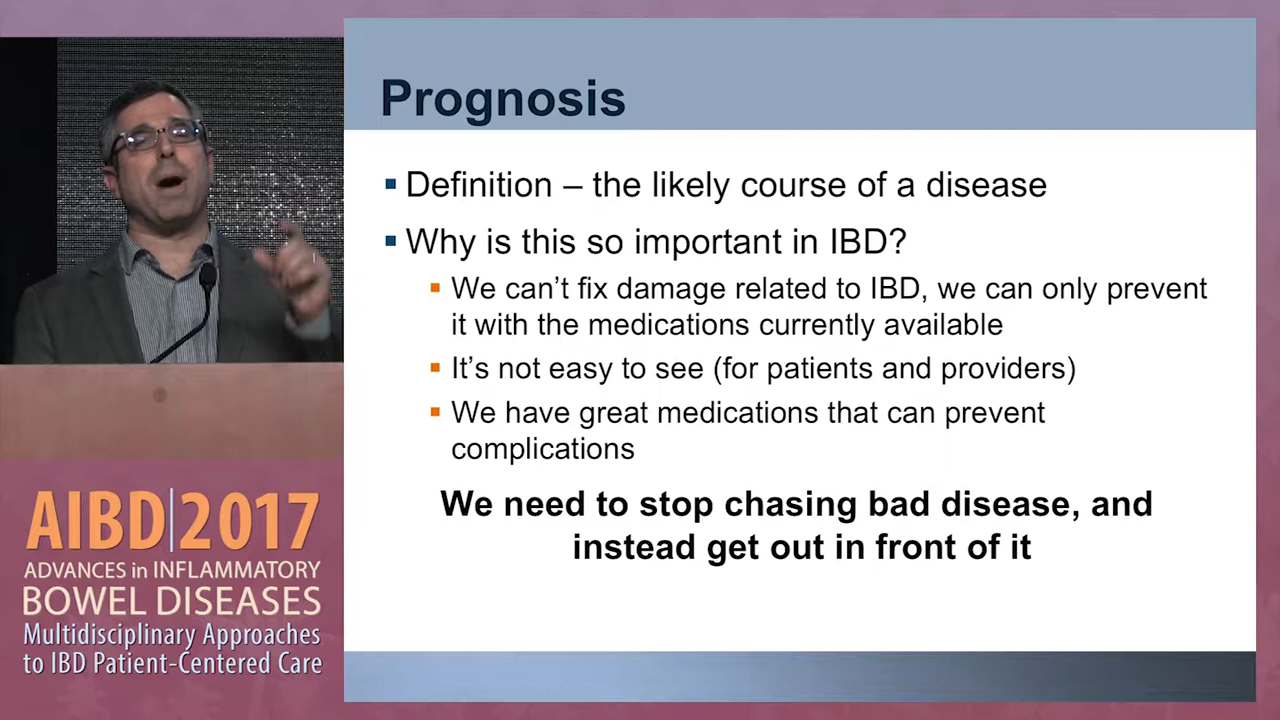 Prognosis
Definition – the likely course of a disease
Why is this so important in IBD?
We can't fix damage related to IBD, we can only prevent
it with the medications currently available
It's not easy to see (for patients and providers)
We have great medications that can prevent
complications
We need to stop chasing bad disease, and
instead get out in front of it
AIBD|2017
ADVANCES in INFLAMMATORY
BOWEL DISEASES
Multidisciplinary Approaches
to IBD Patient-Centered Care